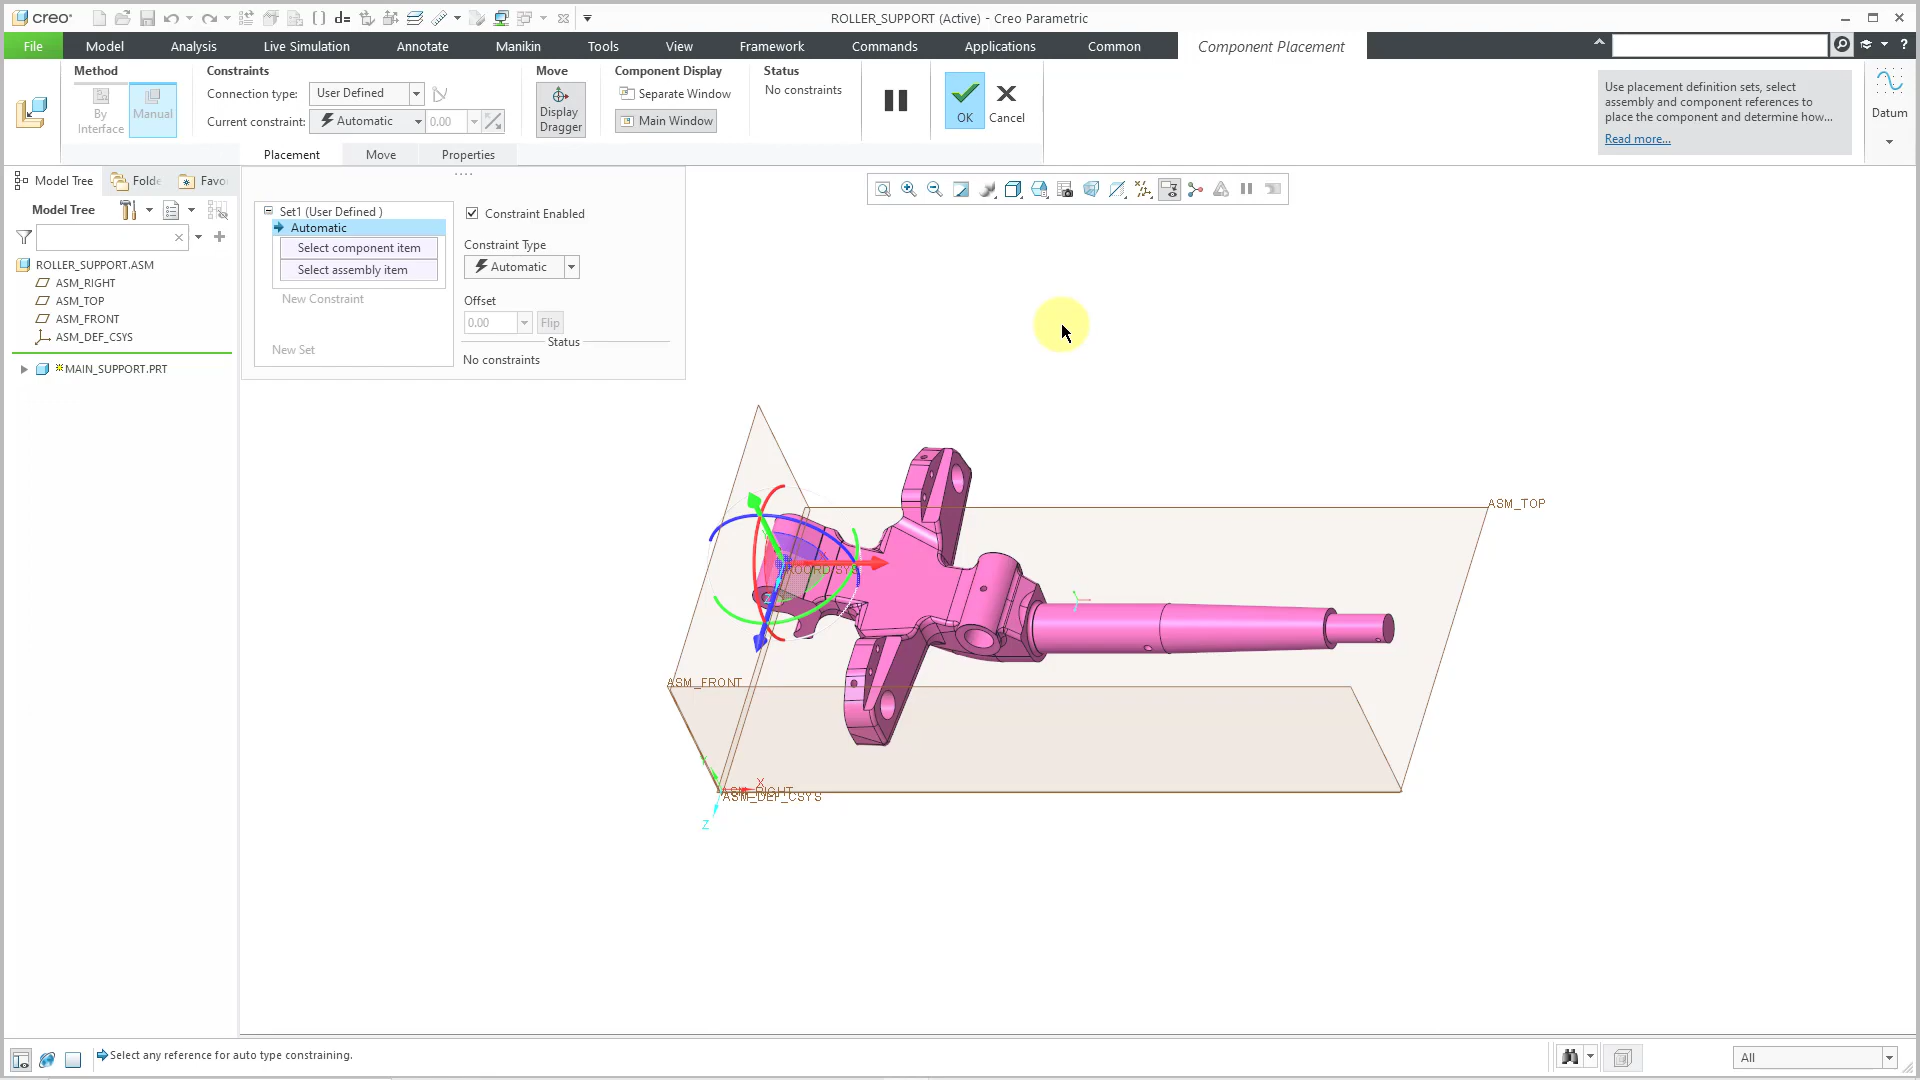 creo
d=
ROLLER_SUPPORT (Active) - Creo Parametric
File
Model
Analysis
Live Simulation
Annotate
Manikin
Tools
View
Framework
Commands
Applications
Common
Component Placement
?
Method
By
Interface
Manual
Constraints
Connection type:
User Defined
Current constraint:
Automatic
0.00
Move
Display
Dragger
Component Display
Separate Window
Main Window
Status
No constraints
OK
Cancel
Use placement definition sets, select
assembly and component references to
place the component and determine how...
Read more...
Datum
Placement
Move
Properties
Model Tree
Folde
Favo
Model Tree
ROLLER_SUPPORT.ASM
ASM_RIGHT
ASM_TOP
ASM_FRONT
ASM_DEF_CSYS
MAIN_SUPPORT.PRT
Set1 (User Defined )
Automatic
Select component item
Select assembly item
New Constraint
New Set
Constraint Enabled
Constraint Type
Automatic
Offset
0.00
Flip
Status
No constraints
ASM_TOP
ASM_FRONT
X
ASM_RIGHT
ASM_DEF_CSYS
Z
Select any reference for auto type constraining.
All